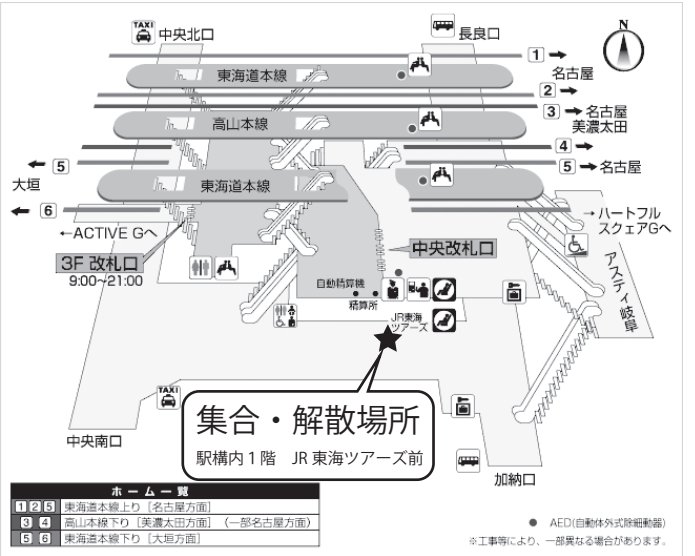 TAXI
中央北口
長良口
N
1
東海道本線
名古屋
2
3
名古屋
高山本線
美濃太田
4
5
5
名古屋
大垣
東海道本線
6
ハートフル
スクェアGへ
←ACTIVE Gへ
3F 改札口
9:00~21:00
中央改札口
アスティ岐阜
自動精算機
精算所
JR東海
ツアーズ
TAXI
集合・解散場所
駅構内1階 JR東海ツアーズ前
中央南口
加納口
ホーム一覧
1 2 5 東海道本線上り [名古屋方面]
3 4 高山本線下り [美濃太田方面] (一部名古屋方面)
5 6 東海道本線下り [大垣方面]
● AED(自動体外式除細動器)
※工事等により、一部異なる場合があります。